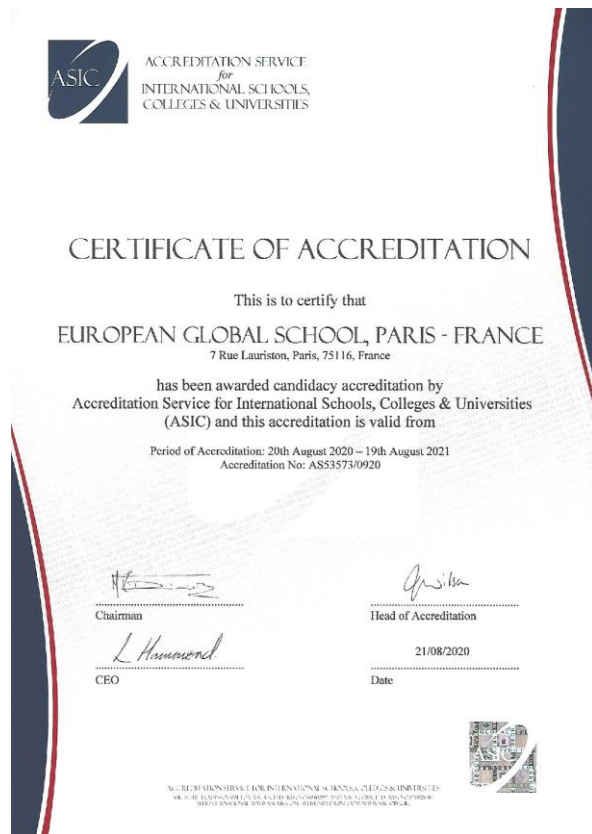 ASIC
ACCREDITATION SERVICE
for
INTERNATIONAL SCHOOLS,
COLLEGES & UNIVERSITIES
CERTIFICATE OF ACCREDITATION
This is to certify that
EUROPEAN GLOBAL SCHOOL, PARIS - FRANCE
7 Rue Lauriston, Paris, 75116, France
has been awarded candidacy accreditation by
Accreditation Service for International Schools, Colleges & Universities
(ASIC) and this accreditation is valid from
Period of Accreditation: 20th August 2020 – 19th August 2021
Accreditation No: AS53573/0920
Chairman
Head of Accreditation
L Hammond
21/08/2020
CEO
Date
ASIC
ACCREDITATION SERVICE FOR INTERNATIONAL SCHOOLS, COLLEGES & UNIVERSITIES